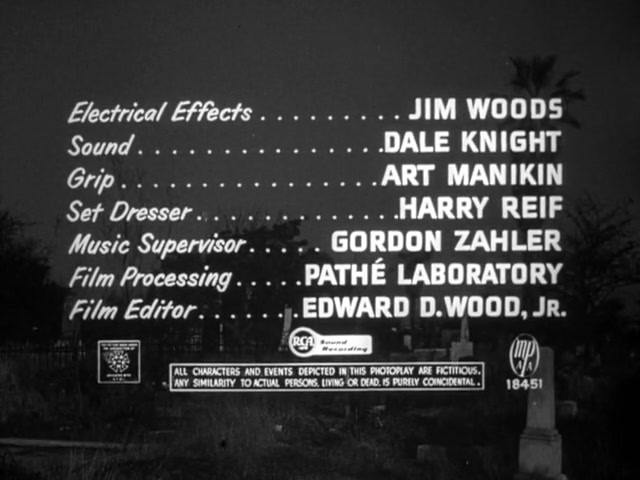 Electrical Effects . . . . . . . . . . JIM WOODS
Sound . . . . . . . . . . . . . . . . . DALE KNIGHT
Grip . . . . . . . . . . . . . . . . . . ART MANIKIN
Set Dresser . . . . . . . . . . . . . . HARRY REIF
Music Supervisor . . . . . GORDON ZAHLER
Film Processing . . . . . PATHÉ LABORATORY
Film Editor . . . . . . . EDWARD D. WOOD, JR.
RCA Sound Recording
MPAA
18451
ALL CHARACTERS AND EVENTS DEPICTED IN THIS PHOTOPLAY ARE FICTITIOUS.
ANY SIMILARITY TO ACTUAL PERSONS, LIVING OR DEAD, IS PURELY COINCIDENTAL.